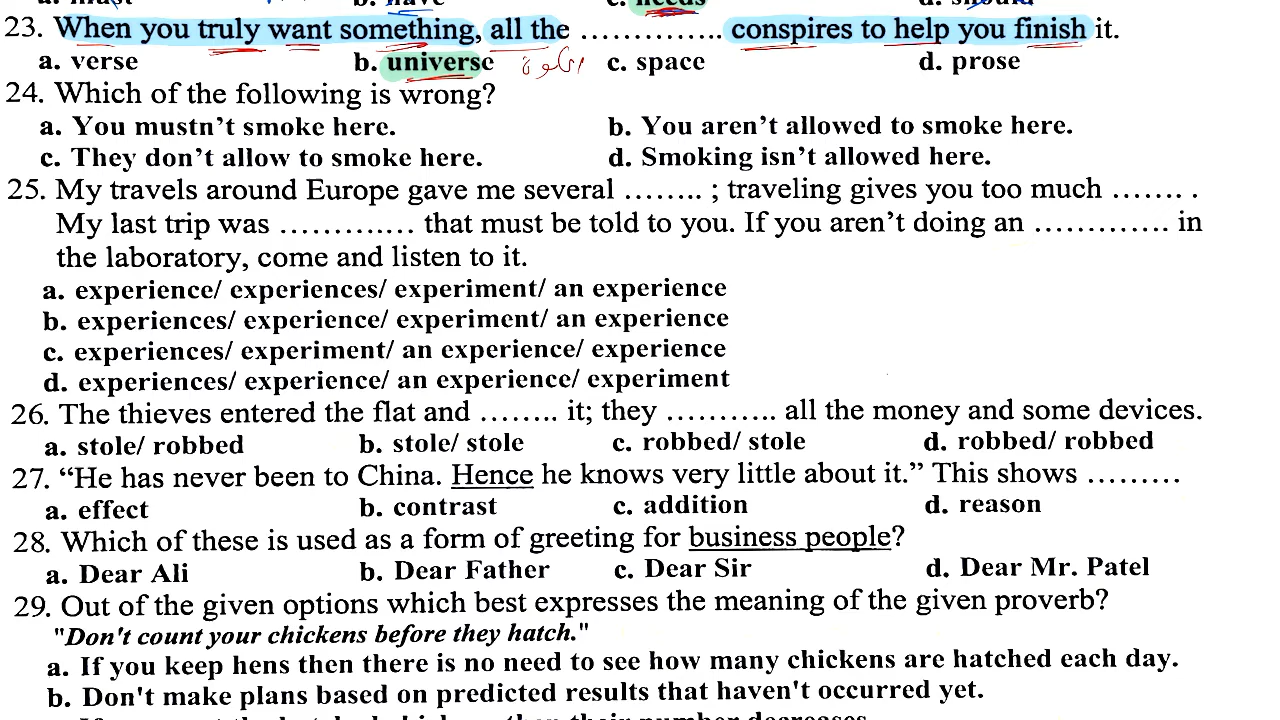 a. must b. have c. needs d. should
23. When you truly want something, all the ………….. conspires to help you finish it.
a. verse b. universe c. space d. prose
24. Which of the following is wrong?
a. You mustn’t smoke here. b. You aren’t allowed to smoke here.
c. They don’t allow to smoke here. d. Smoking isn’t allowed here.
25. My travels around Europe gave me several …….. ; traveling gives you too much ……. .
My last trip was …………. that must be told to you. If you aren’t doing an …………. in
the laboratory, come and listen to it.
a. experience/ experiences/ experiment/ an experience
b. experiences/ experience/ experiment/ an experience
c. experiences/ experiment/ an experience/ experience
d. experiences/ experience/ an experience/ experiment
26. The thieves entered the flat and …….. it; they ……….. all the money and some devices.
a. stole/ robbed b. stole/ stole c. robbed/ stole d. robbed/ robbed
27. “He has never been to China. Hence he knows very little about it.” This shows ………
a. effect b. contrast c. addition d. reason
28. Which of these is used as a form of greeting for business people?
a. Dear Ali b. Dear Father c. Dear Sir d. Dear Mr. Patel
29. Out of the given options which best expresses the meaning of the given proverb?
"Don't count your chickens before they hatch."
a. If you keep hens then there is no need to see how many chickens are hatched each day.
b. Don't make plans based on predicted results that haven't occurred yet.